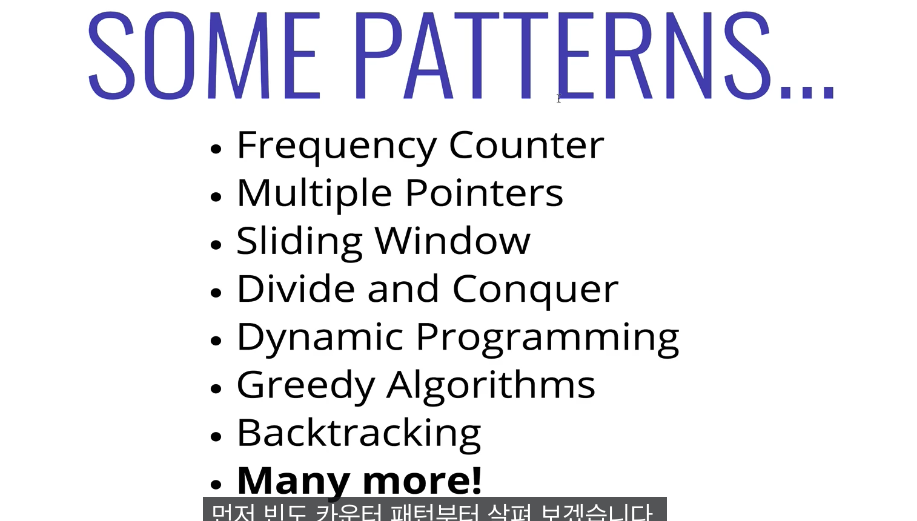 SOME PATTERNS...
• Frequency Counter
• Multiple Pointers
• Sliding Window
• Divide and Conquer
• Dynamic Programming
• Greedy Algorithms
• Backtracking
• Many more!
먼저 빈도 카운터 패턴부터 살펴 보겠습니다